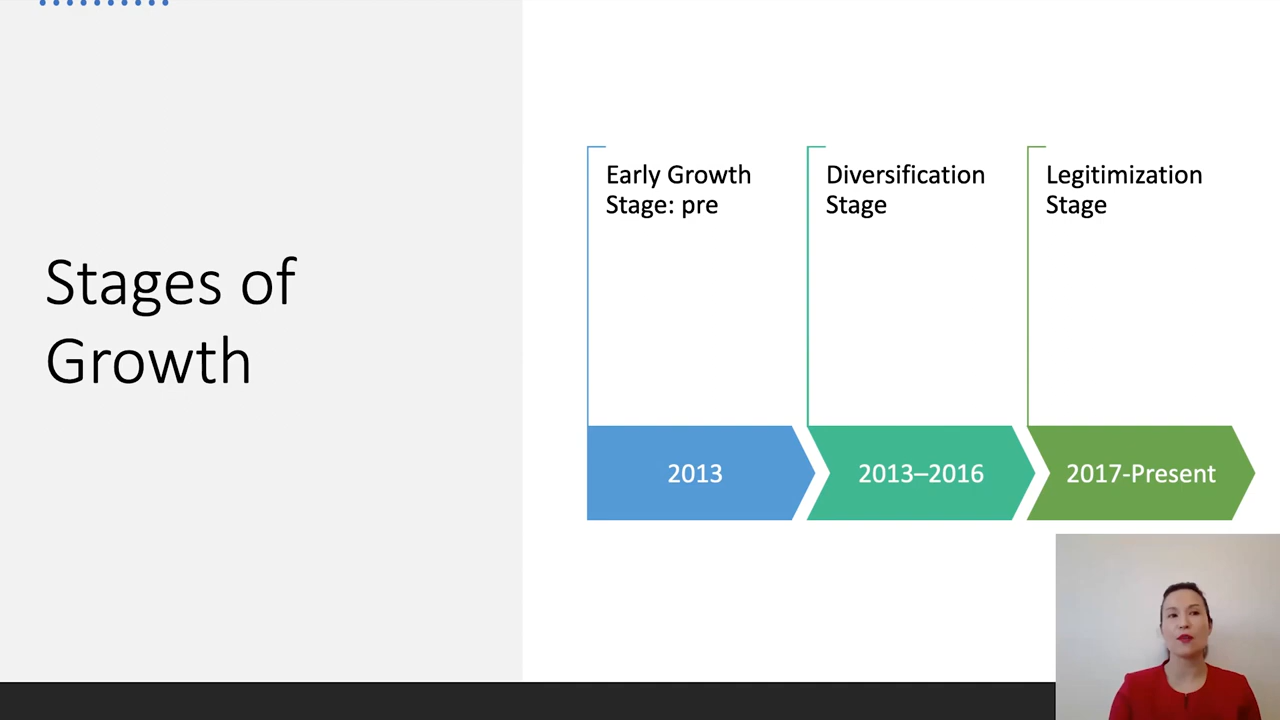 Stages of
Growth
Early Growth
Stage: pre
2013
Diversification
Stage
2013–2016
Legitimization
Stage
2017-Present